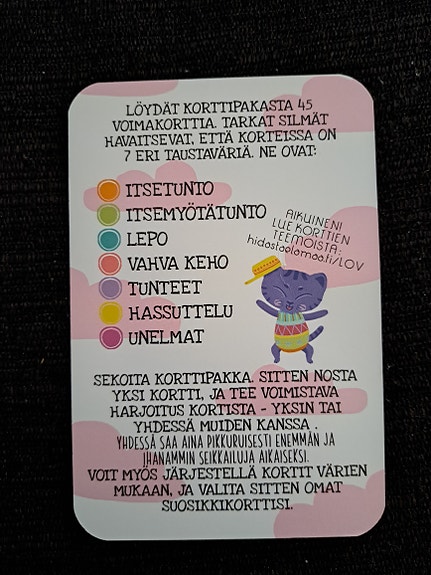 LÖYDÄT KORTTIPAKASTA 45
VOIMAKORTTIA. TARKAT SILMÄT
HAVAITSEVAT, ETTÄ KORTEISSA ON
7 ERI TAUSTAVÄRIÄ. NE OVAT:
ITSETUNTO
ITSEMYÖTÄTUNTO
LEPO
VAHVA KEHO
TUNTEET
HASSUTTELU
UNELMAT
AIKUINEN!
LUE KORTTIEN
TEEMOISTA:
hidastaelamaa.fi/LOV
SEKOITA KORTTIPAKKA. SITTEN NOSTA
YKSI KORTTI, JA TEE VOIMISTAVA
HARJOITUS KORTISTA - YKSIN TAI
YHDESSÄ MUIDEN KANSSA .
YHDESSÄ SAA AINA PIKKURUISESTI ENEMMÄN JA
IHANAMMIN SEIKKAILUJA AIKAISEKSI.
VOIT MYÖS JÄRJESTELLÄ KORTIT VÄRIEN
MUKAAN, JA VALITA SITTEN OMAT
SUOSIKKIKORTTISI.